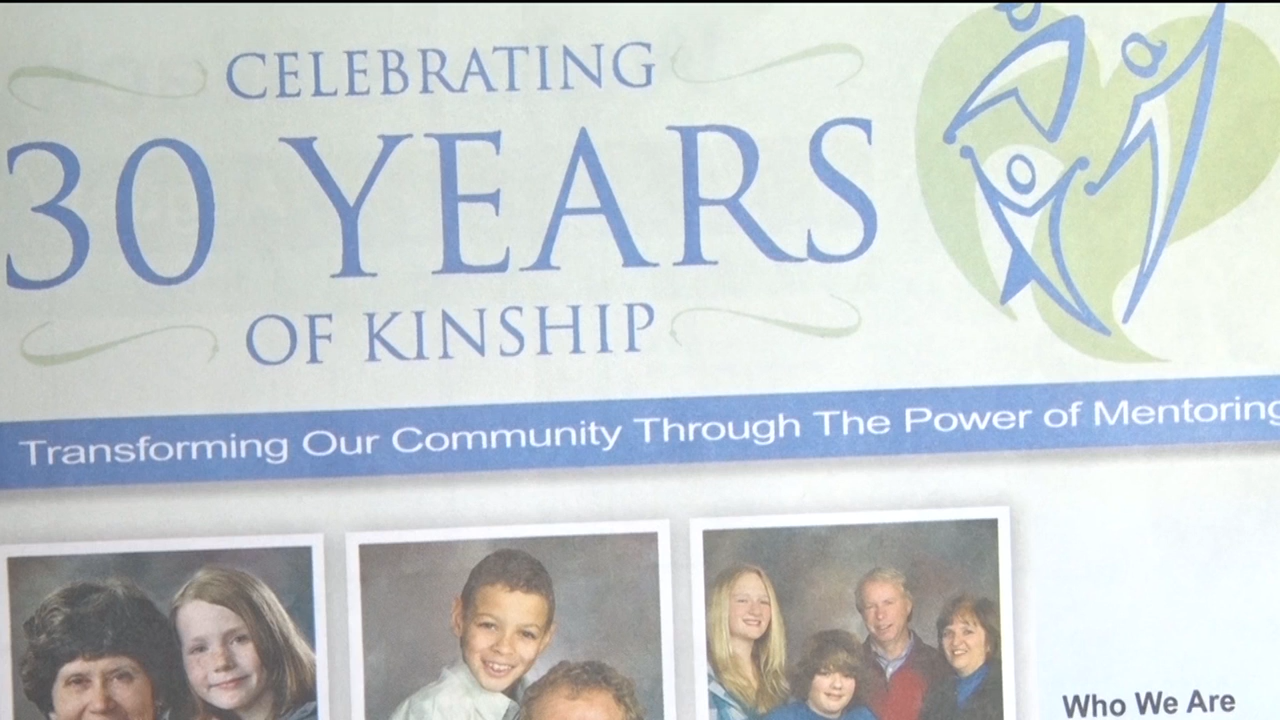 CELEBRATING
30 YEARS
OF KINSHIP
Transforming Our Community Through The Power of Mentoring
Who We Are